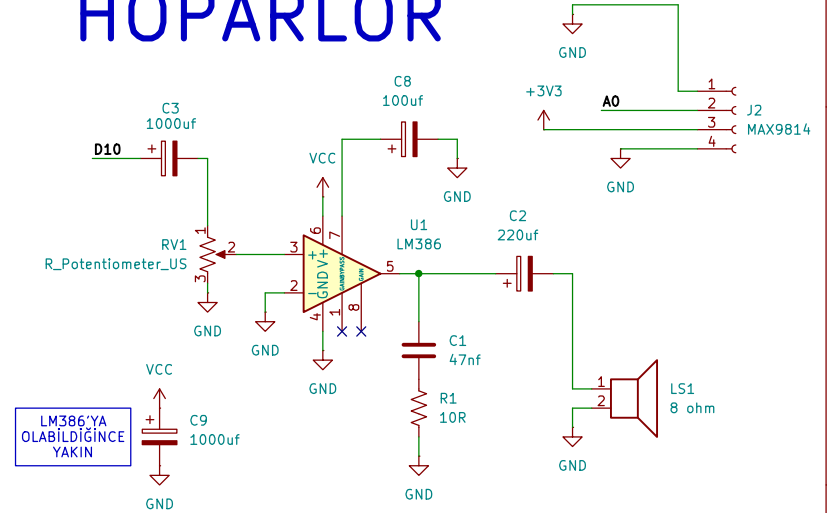 HOPARLÖR
GND
C8
100uf
+
GND
+3V3
A0
1
2
3
4
J2
MAX9814
GND
C3
1000uf
D10
+
VCC
RV1
R_Potentiometer_US
1
2
3
GND
U1
LM386
6
7
3
2
5
4
1
8
+
-
V+
GND
GAIN
BYPASS
GAIN
GND
GND
C2
220uf
+
C1
47nf
R1
10R
GND
1
2
LS1
8 ohm
GND
VCC
+
C9
1000uf
GND
LM386'YA
OLABİLDİĞİNCE
YAKIN